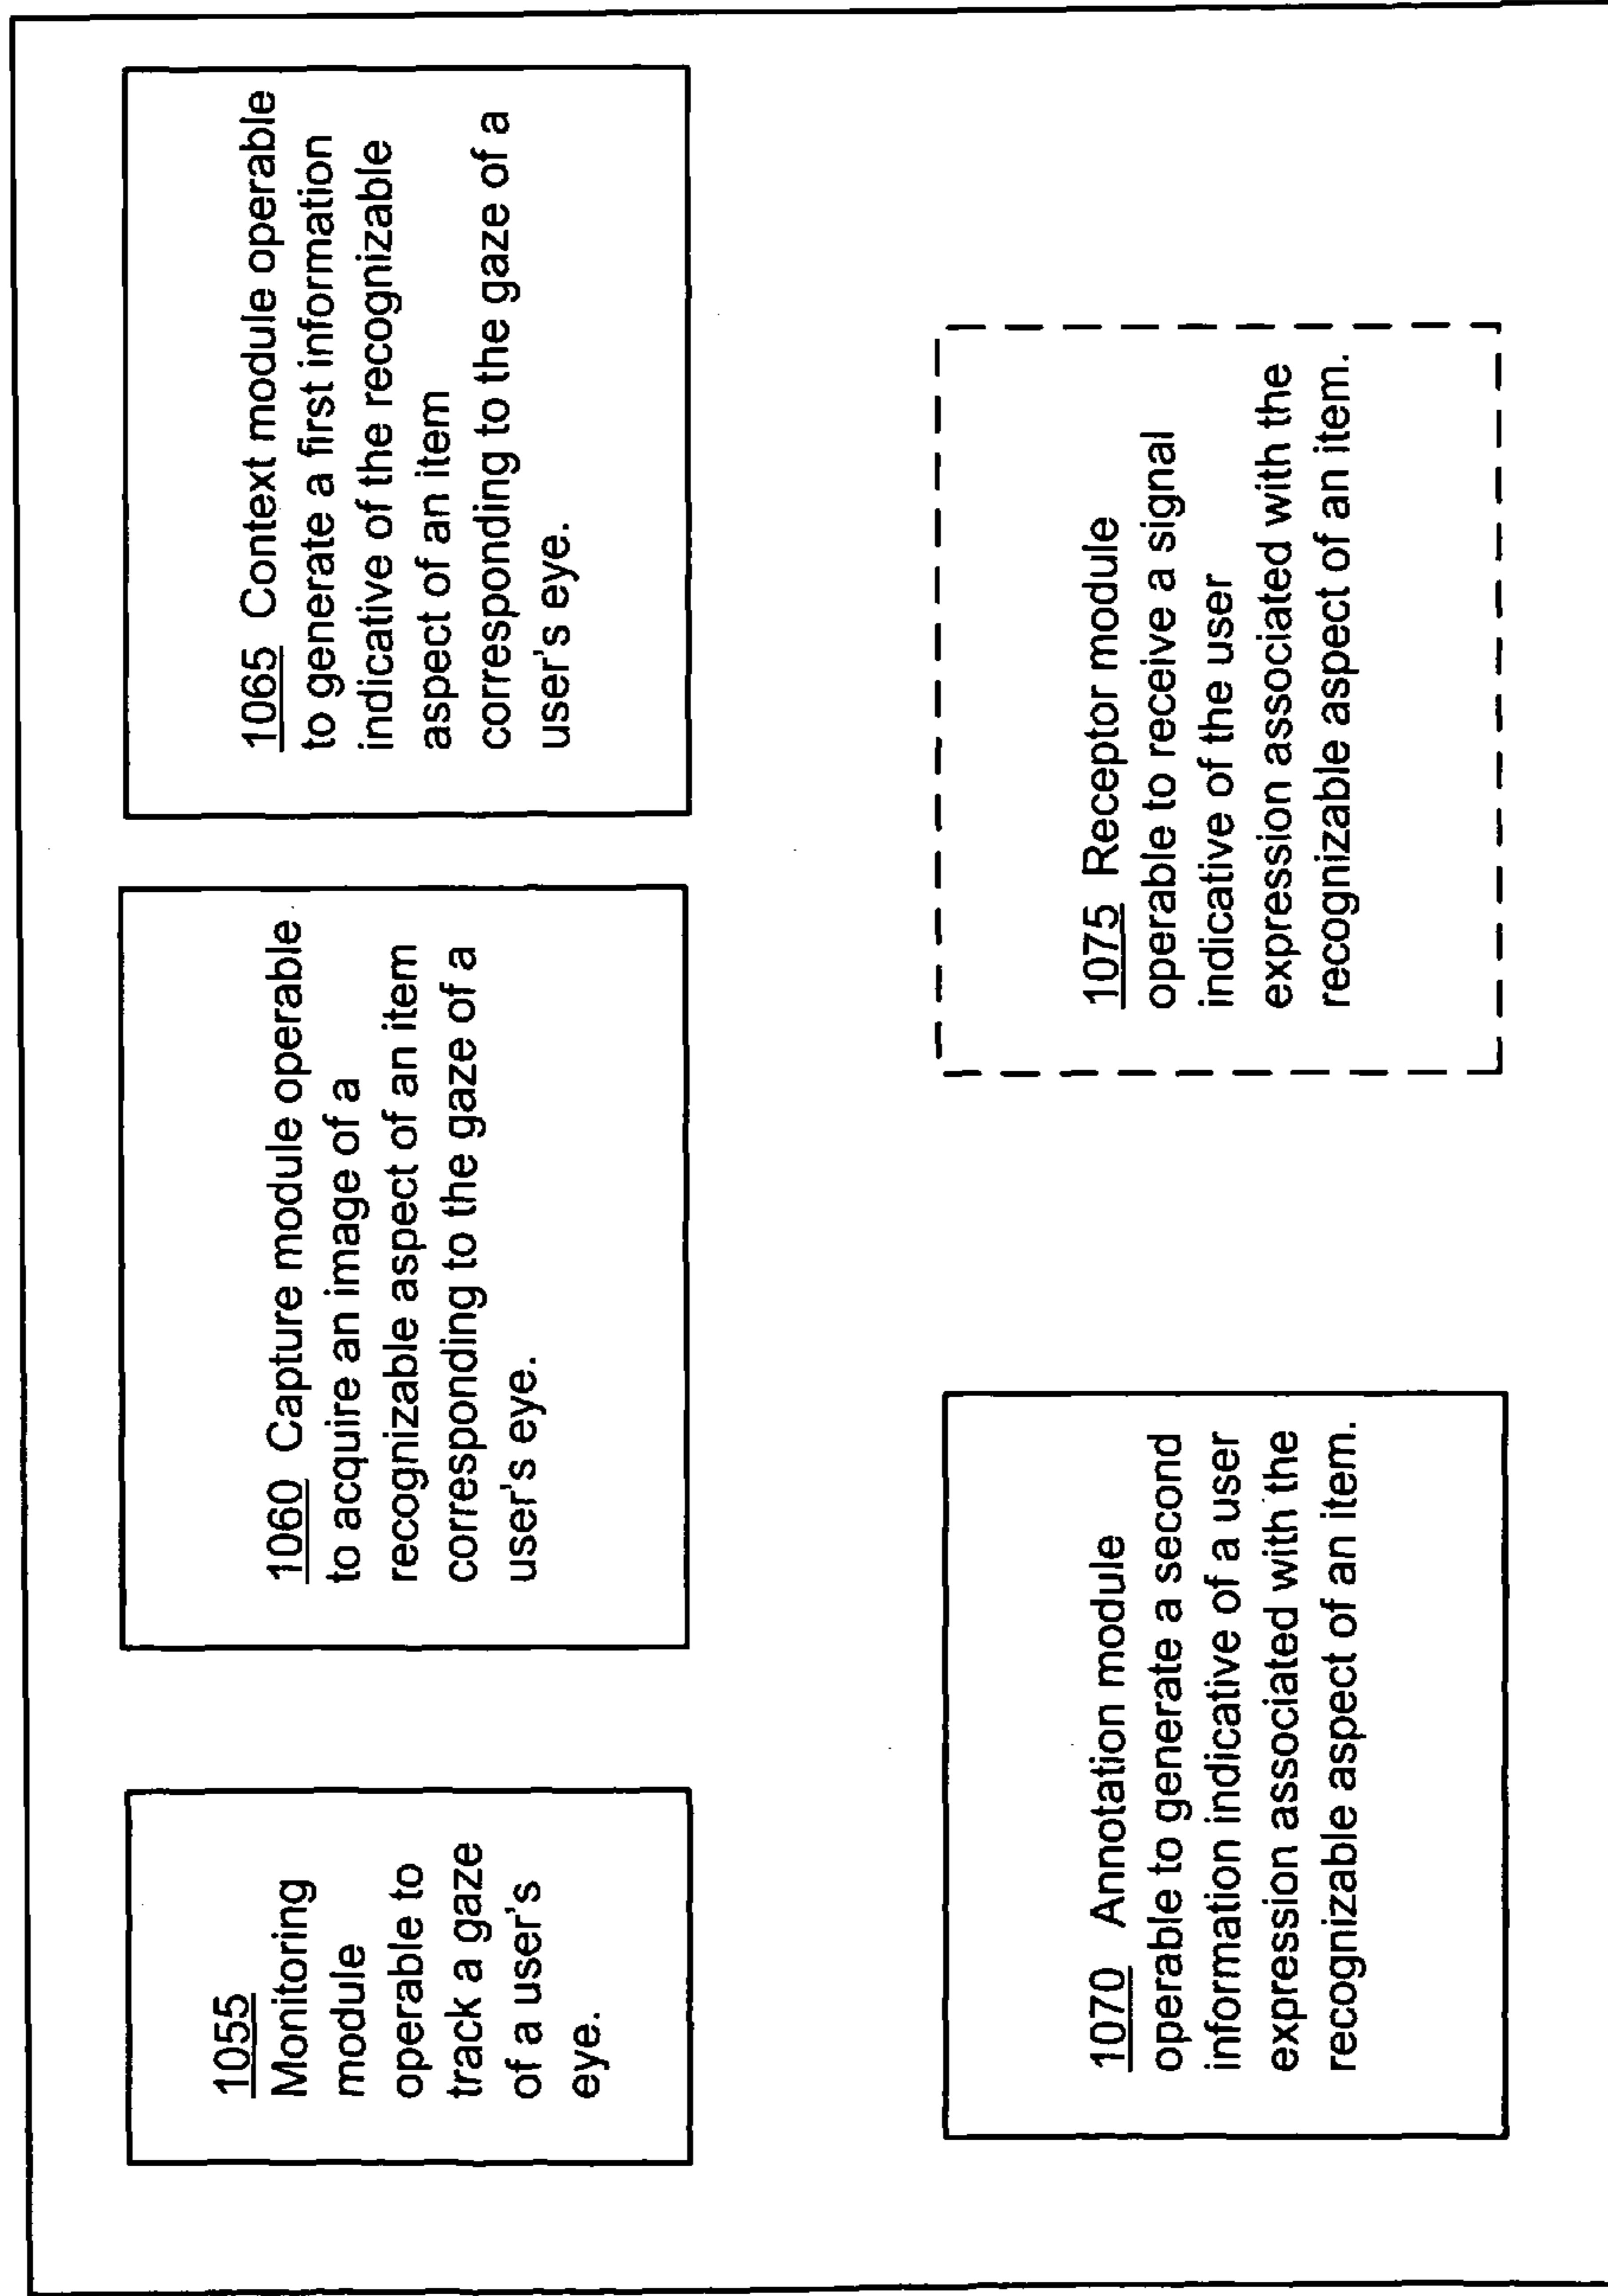 1055
Monitoring
module
operable to
track a gaze
of a user's
eye.
1060 Capture module operable
to acquire an image of a
recognizable aspect of an item
corresponding to the gaze of a
user's eye.
1065 Context module operable
to generate a first information
indicative of the recognizable
aspect of an item
corresponding to the gaze of a
user's eye.
1070 Annotation module
operable to generate a second
information indicative of a user
expression associated with the
recognizable aspect of an item.
1075 Receptor module
operable to receive a signal
indicative of the user
expression associated with the
recognizable aspect of an item.